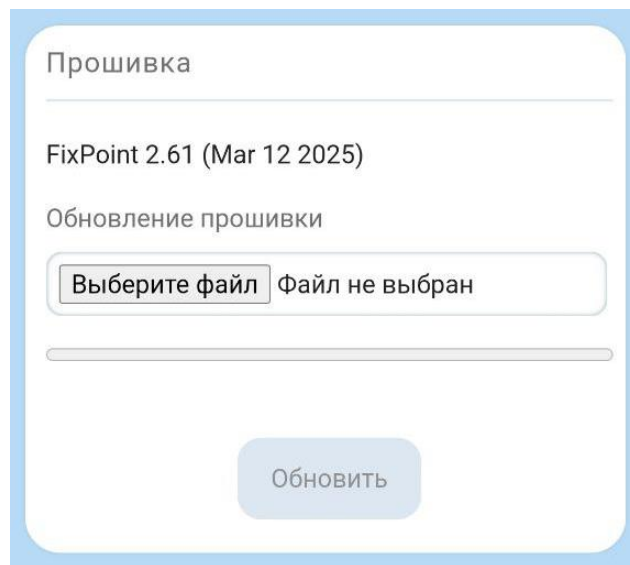 Прошивка
FixPoint 2.61 (Mar 12 2025)
Обновление прошивки
Выберите файл Файл не выбран
Обновить